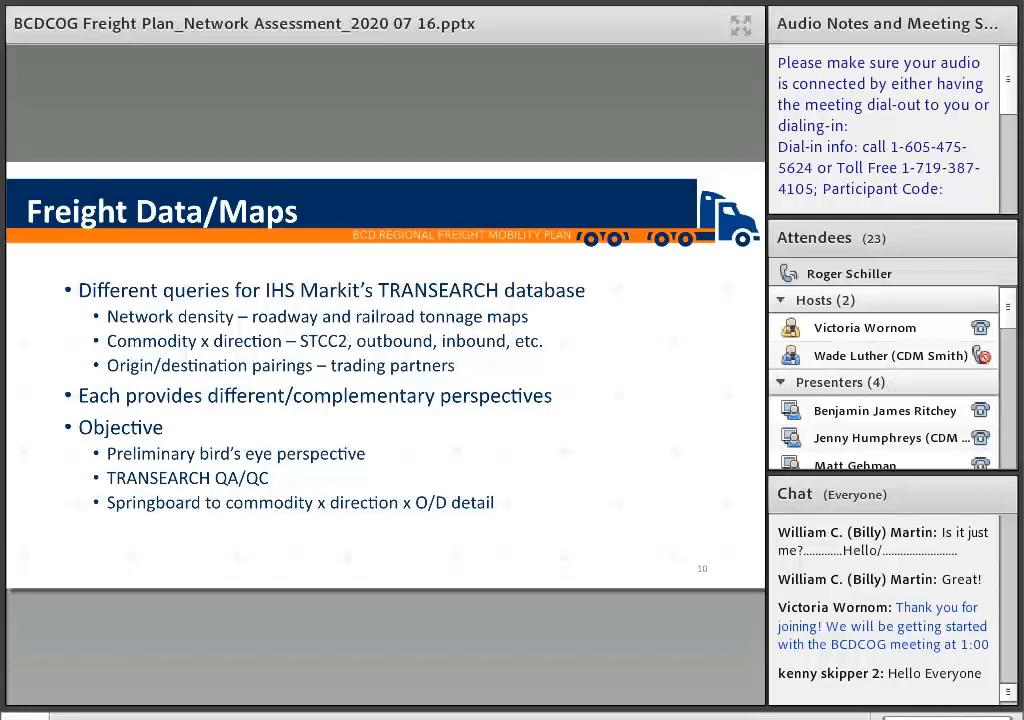 BCDCOG Freight Plan_Network Assessment_2020 07 16.pptx
Freight Data/Maps
BCD REGIONAL FREIGHT MOBILITY PLAN
• Different queries for IHS Markit's TRANSEARCH database
• Network density – roadway and railroad tonnage maps
• Commodity x direction – STCC2, outbound, inbound, etc.
• Origin/destination pairings – trading partners
• Each provides different/complementary perspectives
• Objective
• Preliminary bird's eye perspective
• TRANSEARCH QA/QC
• Springboard to commodity x direction x O/D detail
10
Audio Notes and Meeting S...
Please make sure your audio
is connected by either having
the meeting dial-out to you or
dialing-in:
Dial-in info: call 1-605-475-
5624 or Toll Free 1-719-387-
4105; Participant Code:
Attendees (23)
Roger Schiller
Hosts (2)
Victoria Wornom
Wade Luther (CDM Smith)
Presenters (4)
Benjamin James Ritchey
Jenny Humphreys (CDM ...
Matt Gehman
Chat (Everyone)
William C. (Billy) Martin: Is it just
me?.............Hello/.........................
William C. (Billy) Martin: Great!
Victoria Wornom: Thank you for
joining! We will be getting started
with the BCDCOG meeting at 1:00
kenny skipper 2: Hello Everyone